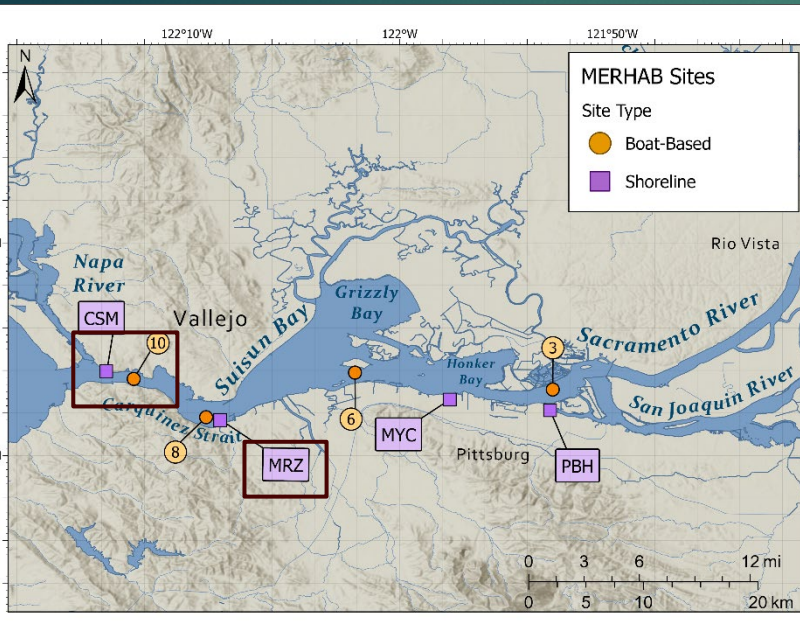 122°10'W
122°W
121°50'W
N
MERHAB Sites
Site Type
Boat-Based
Shoreline
Rio Vista
Napa
River
Grizzly
Bay
CSM
Vallejo
Suisun Bay
Sacramento River
10
3
Honker
Bay
San Joaquin River
Carquinez Strait
6
8
MYC
MRZ
Pittsburg
PBH
0 3 6 12 mi
0 5 10 20 km